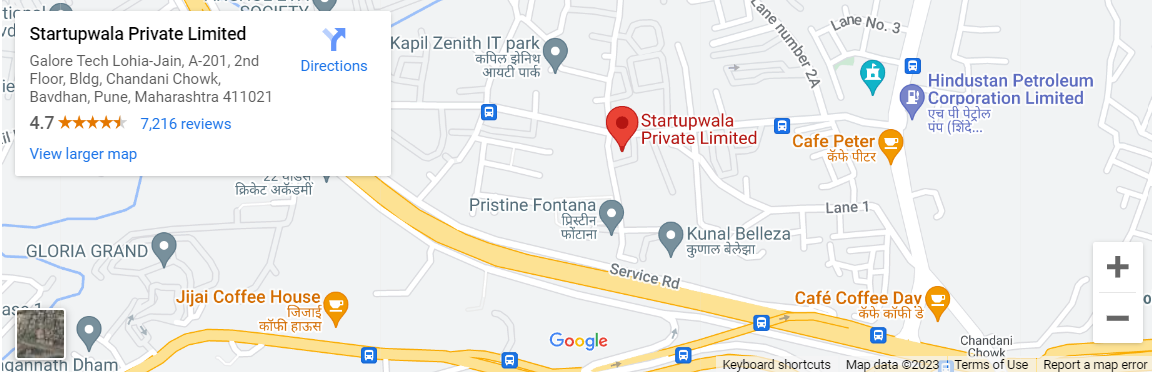 Startupwala Private Limited
Galore Tech Lohia-Jain, A-201, 2nd
Floor, Bldg, Chandani Chowk,
Bavdhan, Pune, Maharashtra 411021
4.7
7,216 reviews
View larger map
Directions
SOCIETY
Kapil Zenith IT park
कपिल झेनिथ
आयटी पार्क
Lane number 2A
Lane No. 3
Hindustan Petroleum
Corporation Limited
एच पी पेट्रोल
पंप (शिंदे...
Startupwala
Private Limited
Cafe Peter
कॅफे पीटर
22 यार्डस
क्रिकेट अकॅडमी
Pristine Fontana
प्रिस्टीन
फोंटाना
Lane 1
Kunal Belleza
कुणाल बेलेझा
GLORIA GRAND
Service Rd
Jijai Coffee House
जिजाई
कॉफी हाऊस
Café Coffee Day
कॅफे कॉफी डे
Chandani
Chowk
Dham
Google
Keyboard shortcuts
Map data ©2023
Terms of Use
Report a map error